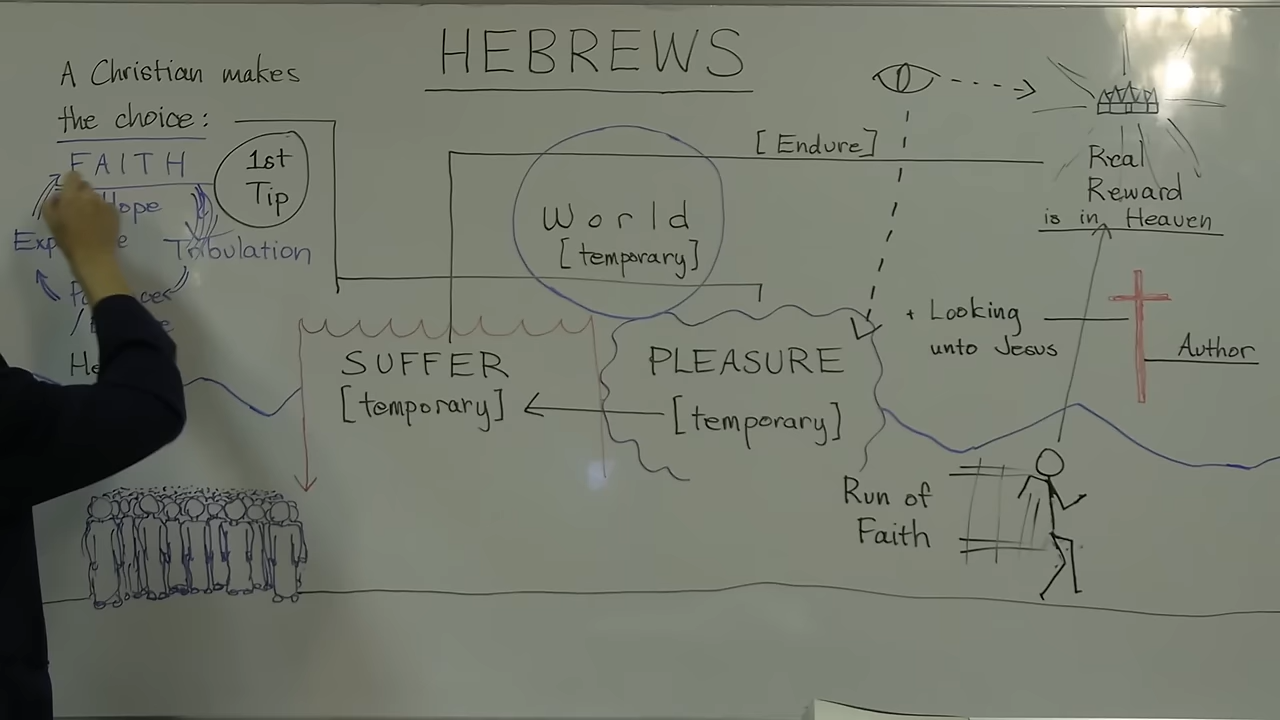 HEBREWS
A Christian makes
the choice:
FAITH
Hope
Tribulation
1st
Tip
World
[temporary]
[Endure]
Real
Reward
is in Heaven
SUFFER
[temporary]
PLEASURE
[temporary]
+ Looking
unto Jesus
Author
Run of
Faith